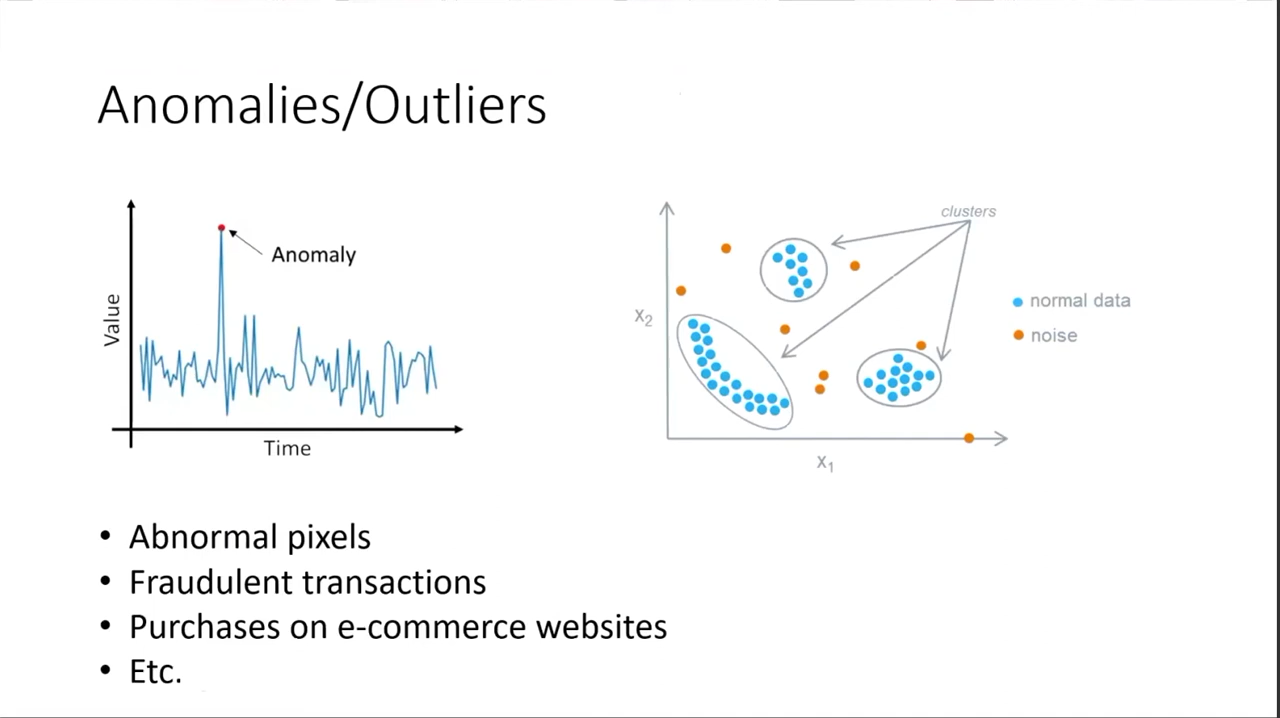 Anomalies/Outliers
Anomaly
Value
Time
clusters
normal data
noise
X2
X1
• Abnormal pixels
• Fraudulent transactions
• Purchases on e-commerce websites
• Etc.